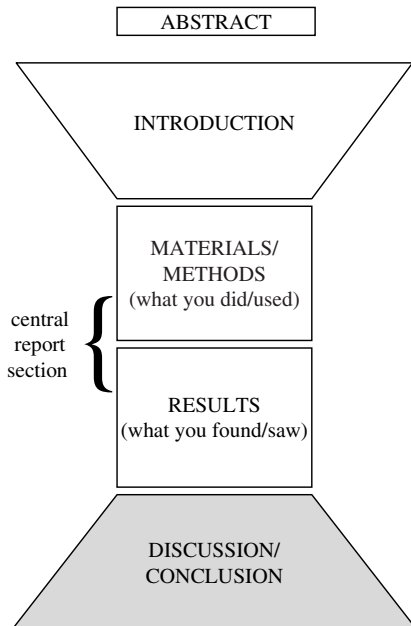 ABSTRACT
INTRODUCTION
MATERIALS/
METHODS
(what you did/used)
central
report
section
RESULTS
(what you found/saw)
DISCUSSION/
CONCLUSION